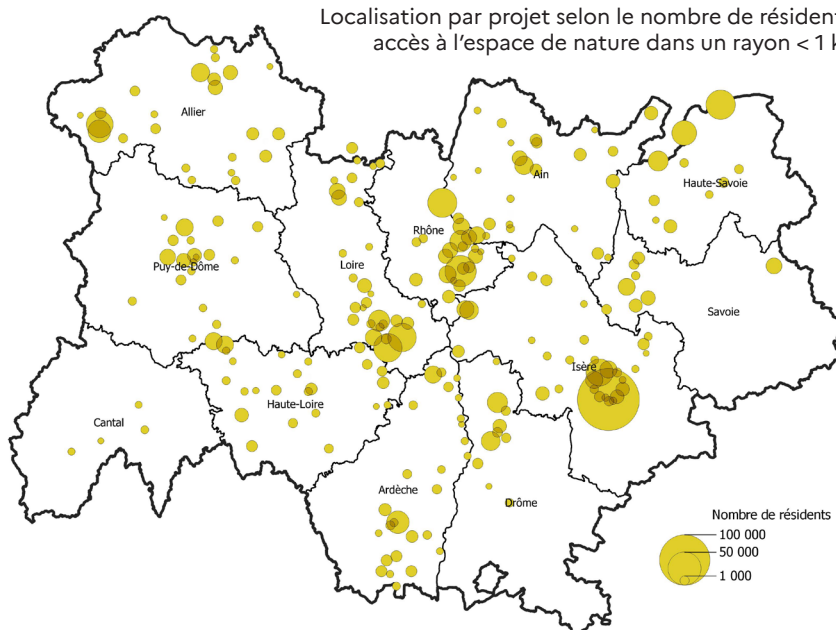 Localisation par projet selon le nombre de résident
accès à l'espace de nature dans un rayon < 1 k
Allier
Ain
Haute-Savoie
Rhône
Puy-de-Dôme
Loire
Savoie
Isère
Haute-Loire
Cantal
Ardèche
Drôme
Nombre de résidents
100 000
50 000
1 000